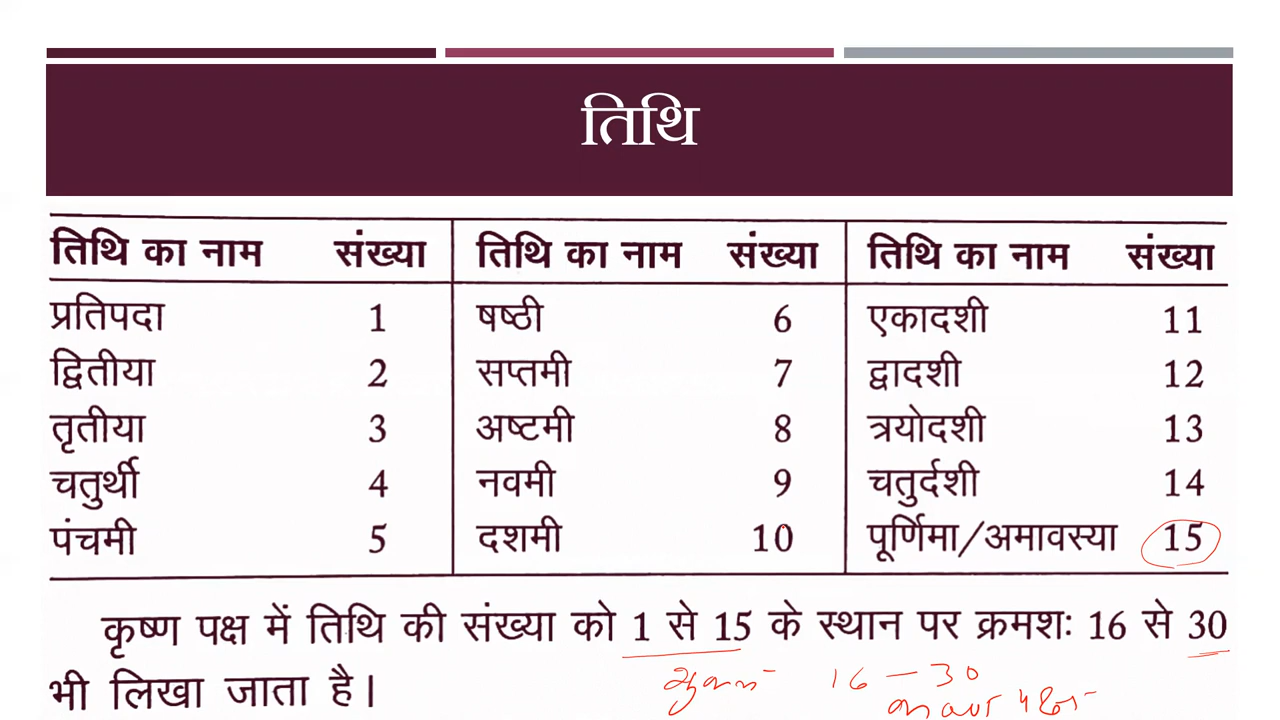 तिथि
तिथि का नाम संख्या तिथि का नाम संख्या तिथि का नाम संख्या
प्रतिपदा 1 षष्ठी 6 एकादशी 11
द्वितीया 2 सप्तमी 7 द्वादशी 12
तृतीया 3 अष्टमी 8 त्रयोदशी 13
चतुर्थी 4 नवमी 9 चतुर्दशी 14
पंचमी 5 दशमी 10 पूर्णिमा/अमावस्या 15
कृष्ण पक्ष में तिथि की संख्या को 1 से 15 के स्थान पर क्रमशः 16 से 30
भी लिखा जाता है।
16 – 30